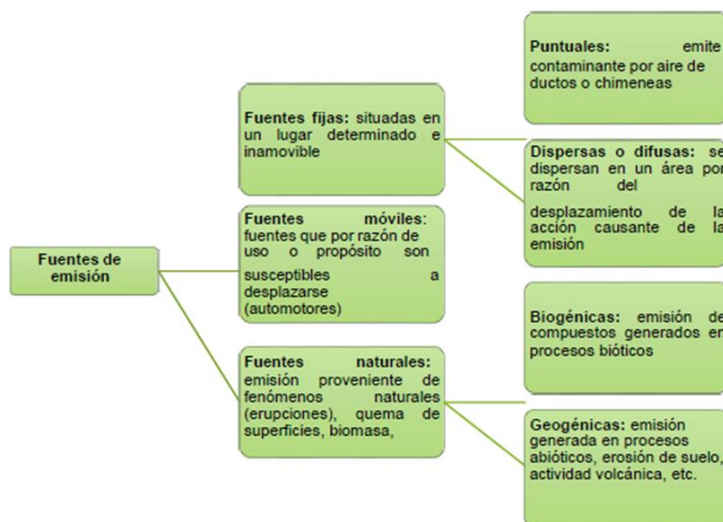 Fuentes de
emisión
Fuentes fijas: situadas en
un lugar determinado e
inamovible
Fuentes móviles:
fuentes que por razón de
uso o propósito son
susceptibles a
desplazarse
(automotores)
Fuentes naturales:
emisión proveniente de
fenómenos naturales
(erupciones), quema de
superficies, biomasa,
Puntuales: emite
contaminante por aire de
ductos o chimeneas
Dispersas o difusas: se
dispersan en un área por
razón del
desplazamiento de la
acción causante de la
emisión
Biogénicas: emisión de
compuestos generados en
procesos bióticos
Geogénicas: emisión
generada en procesos
abióticos, erosión de suelo,
actividad volcánica, etc.